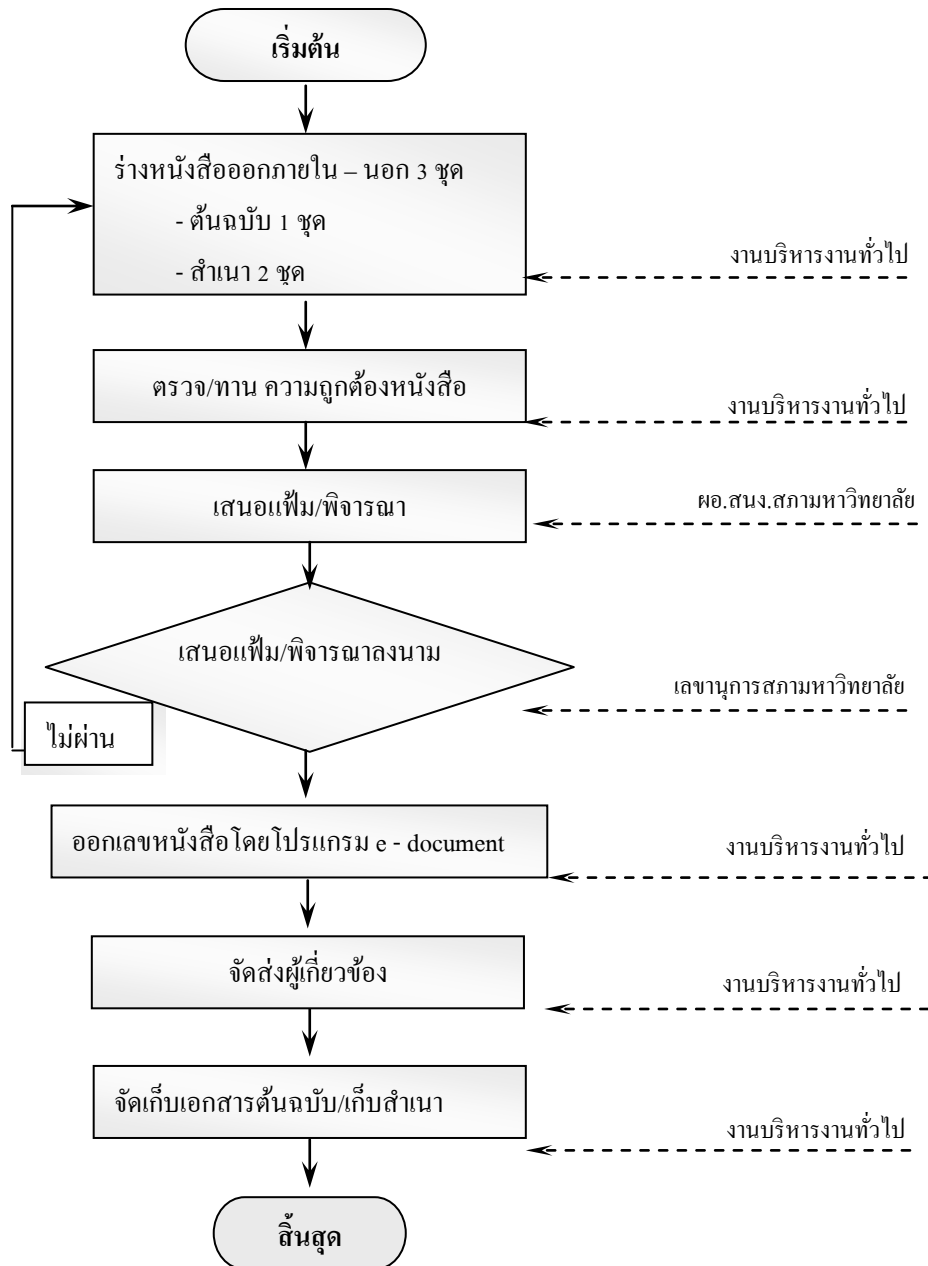 เริ่มต้น
ร่างหนังสือออกภายใน – นอก 3 ชุด
- ต้นฉบับ 1 ชุด
- สำเนา 2 ชุด
งานบริหารงานทั่วไป
ตรวจ/ทาน ความถูกต้องหนังสือ
งานบริหารงานทั่วไป
เสนอแฟ้ม/พิจารณา
ผอ.สนง.สภามหาวิทยาลัย
เสนอแฟ้ม/พิจารณาลงนาม
เลขานุการสภามหาวิทยาลัย
ไม่ผ่าน
ออกเลขหนังสือโดยโปรแกรม e - document
งานบริหารงานทั่วไป
จัดส่งผู้เกี่ยวข้อง
งานบริหารงานทั่วไป
จัดเก็บเอกสารต้นฉบับ/เก็บสำเนา
งานบริหารงานทั่วไป
สิ้นสุด